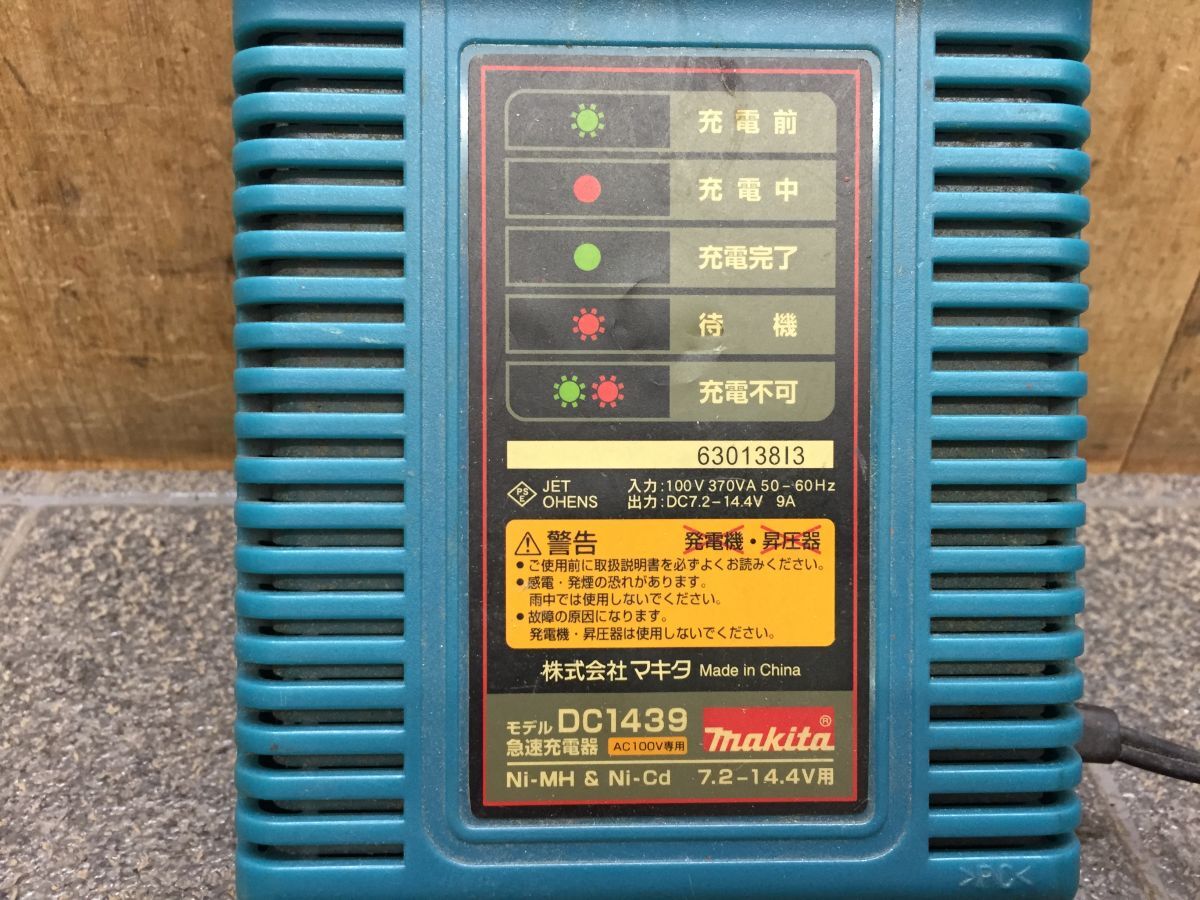 充電前
充電中
充電完了
待 機
充電不可
63013813
PS E JET 入力:100V 370VA 50-60Hz
OHENS 出力:DC7.2-14.4V 9A
警告 発電機・昇圧器
● ご使用前に取扱説明書を必ずよくお読みください。
● 感電・発煙の恐れがあります。
雨中では使用しないでください。
● 故障の原因になります。
発電機・昇圧器は使用しないでください。
株式会社マキタ Made in China
モデル DC1439
急速充電器 AC100V専用 makita®
Ni-MH & Ni-Cd 7.2-14.4V用
>PC<